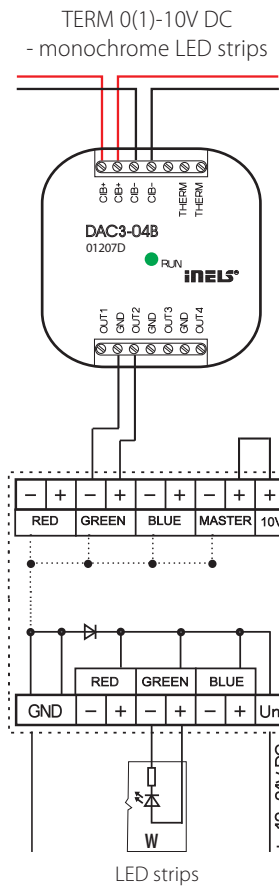 TERM 0(1)-10V DC
- monochrome LED strips
CIB+ CIB+ CIB- CIB- THERM THERM
DAC3-04B
01207D
RUN
iNELS®
OUT1 GND OUT2 GND OUT3 GND OUT4
- + - + - + - + +
RED GREEN BLUE MASTER 10V
RED GREEN BLUE
GND - + - + - + Un
W
LED strips